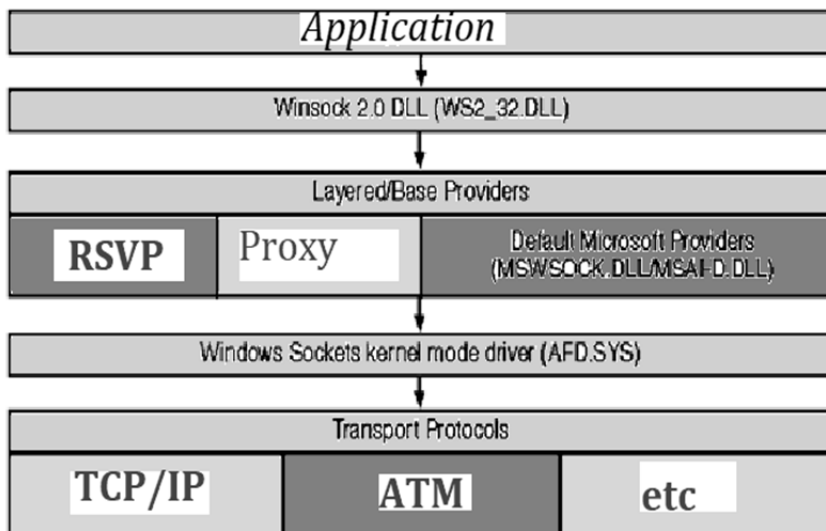 Application
Winsock 2.0 DLL (WS2_32.DLL)
Layered/Base Providers
RSVP
Proxy
Default Microsoft Providers
(MSWSOCK.DLL/MSAFD.DLL)
Windows Sockets kernel mode driver (AFD.SYS)
Transport Protocols
TCP/IP
ATM
etc